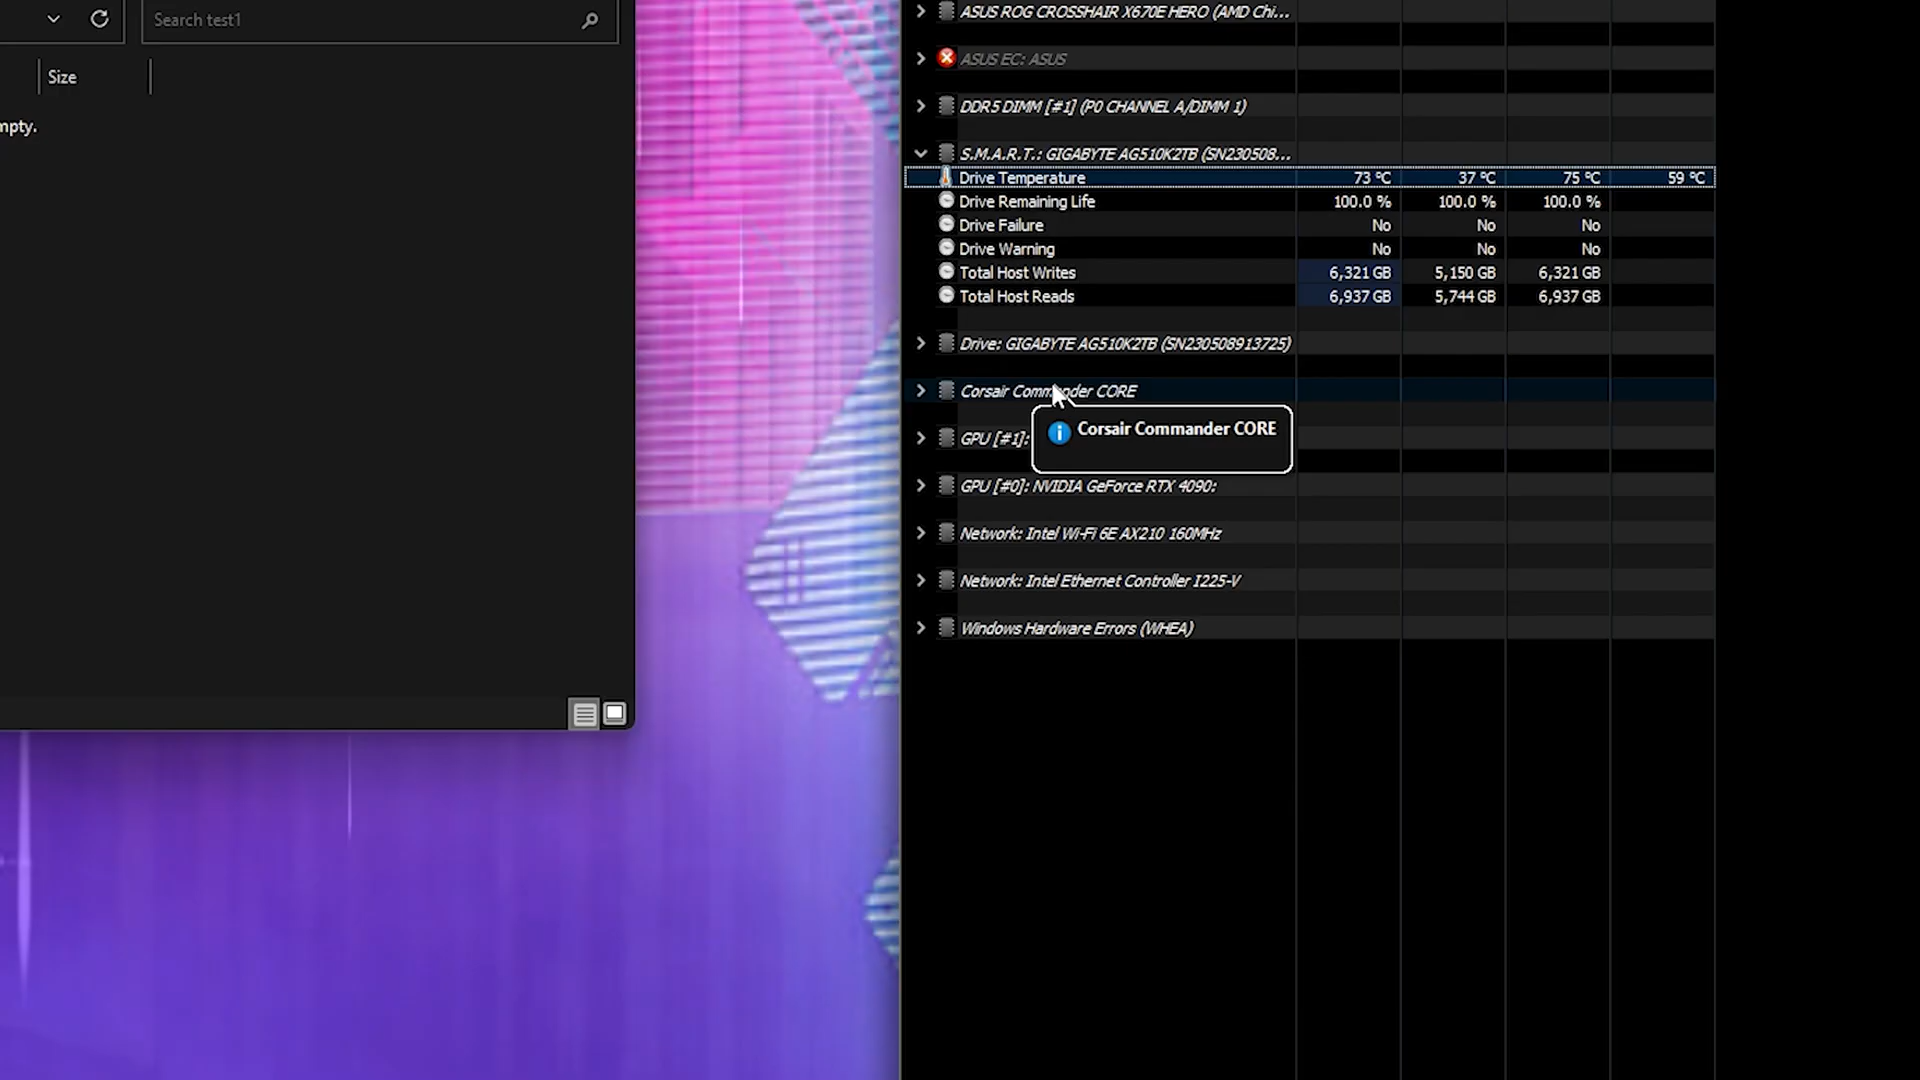 Search test1
Size
mpty.
ASUS ROG CROSSHAIR X670E HERO (AMD Chi...
ASUS EC: ASUS
DDR5 DIMM [#1] (P0 CHANNEL A/DIMM 1)
S.M.A.R.T.: GIGABYTE AG510K2TB (SN230508...
Drive Temperature 73 °C 37 °C 75 °C 59 °C
Drive Remaining Life 100.0 % 100.0 % 100.0 %
Drive Failure No No No
Drive Warning No No No
Total Host Writes 6,321 GB 5,150 GB 6,321 GB
Total Host Reads 6,937 GB 5,744 GB 6,937 GB
Drive: GIGABYTE AG510K2TB (SN230508913725)
Corsair Commander CORE
Corsair Commander CORE
GPU [#1]:
GPU [#0]: NVIDIA GeForce RTX 4090:
Network: Intel Wi-Fi 6E AX210 160MHz
Network: Intel Ethernet Controller I225-V
Windows Hardware Errors (WHEA)